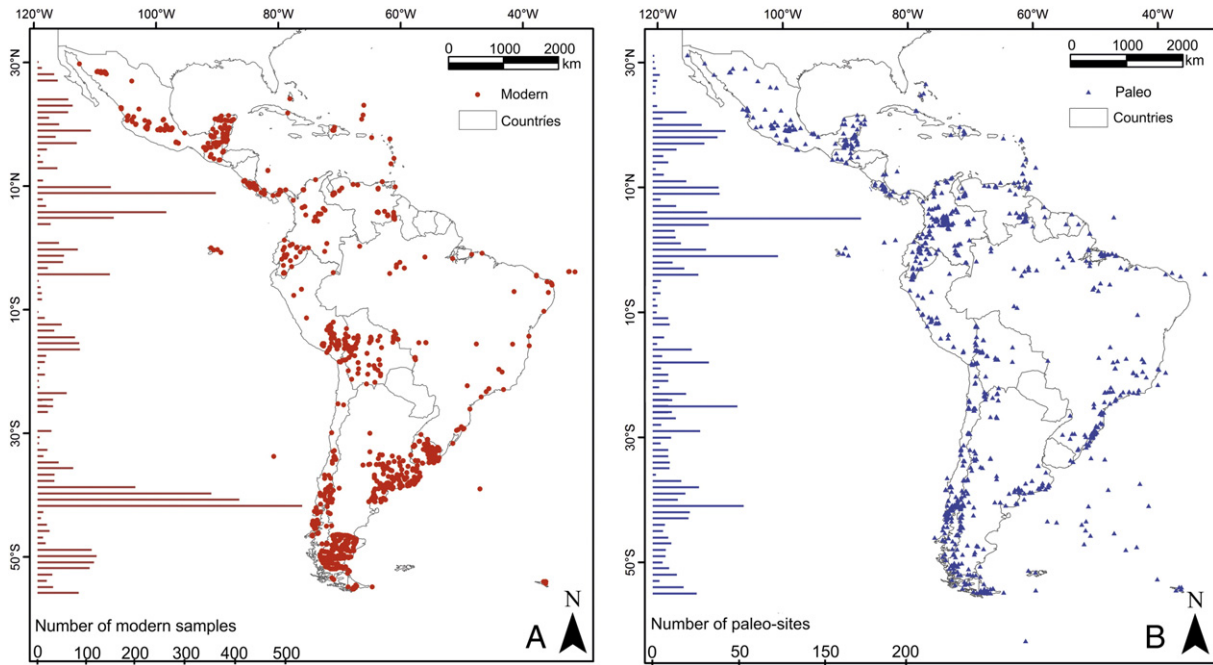 120°W 100°W 80°W 60°W 40°W
30°N
10°N
10°S
30°S
50°S
0 1000 2000
km
Modern
Countries
Number of modern samples
0 100 200 300 400 500
A
N
120°W 100°W 80°W 60°W 40°W
30°N
10°N
10°S
30°S
50°S
0 1000 2000
km
Paleo
Countries
Number of paleo-sites
0 50 150 200
B
N